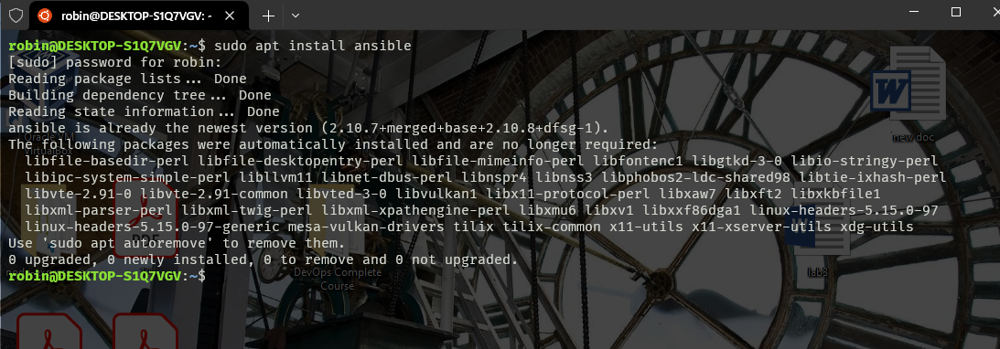 robin@DESKTOP-S1Q7VGV: ~
robin@DESKTOP-S1Q7VGV:~$ sudo apt install ansible
[sudo] password for robin:
Reading package lists... Done
Building dependency tree... Done
Reading state information... Done
ansible is already the newest version (2.10.7+merged+base+2.10.8+dfsg-1).
The following packages were automatically installed and are no longer required:
libfile-basedir-perl libfile-desktopentry-perl libfile-mimeinfo-perl libfontenc1 libgtkd-3-0 libio-stringy-perl
libipc-system-simple-perl libllvm11 libnet-dbus-perl libnspr4 libnss3 libphobos2-ldc-shared98 libtie-ixhash-perl
libvte-2.91-0 libvte-2.91-common libvted-3-0 libvulkan1 libx11-protocol-perl libxaw7 libxft2 libxkbfile1
libxml-parser-perl libxml-twig-perl libxml-xpathengine-perl libxmu6 libxv1 libxxf86dga1 linux-headers-5.15.0-97
linux-headers-5.15.0-97-generic mesa-vulkan-drivers tilix tilix-common x11-utils x11-xserver-utils xdg-utils
Use 'sudo apt autoremove' to remove them.
0 upgraded, 0 newly installed, 0 to remove and 0 not upgraded.
robin@DESKTOP-S1Q7VGV:~$
Oracle VM
VirtualBox
new doc
W
PDF
DevOps Complete
Course
lab3